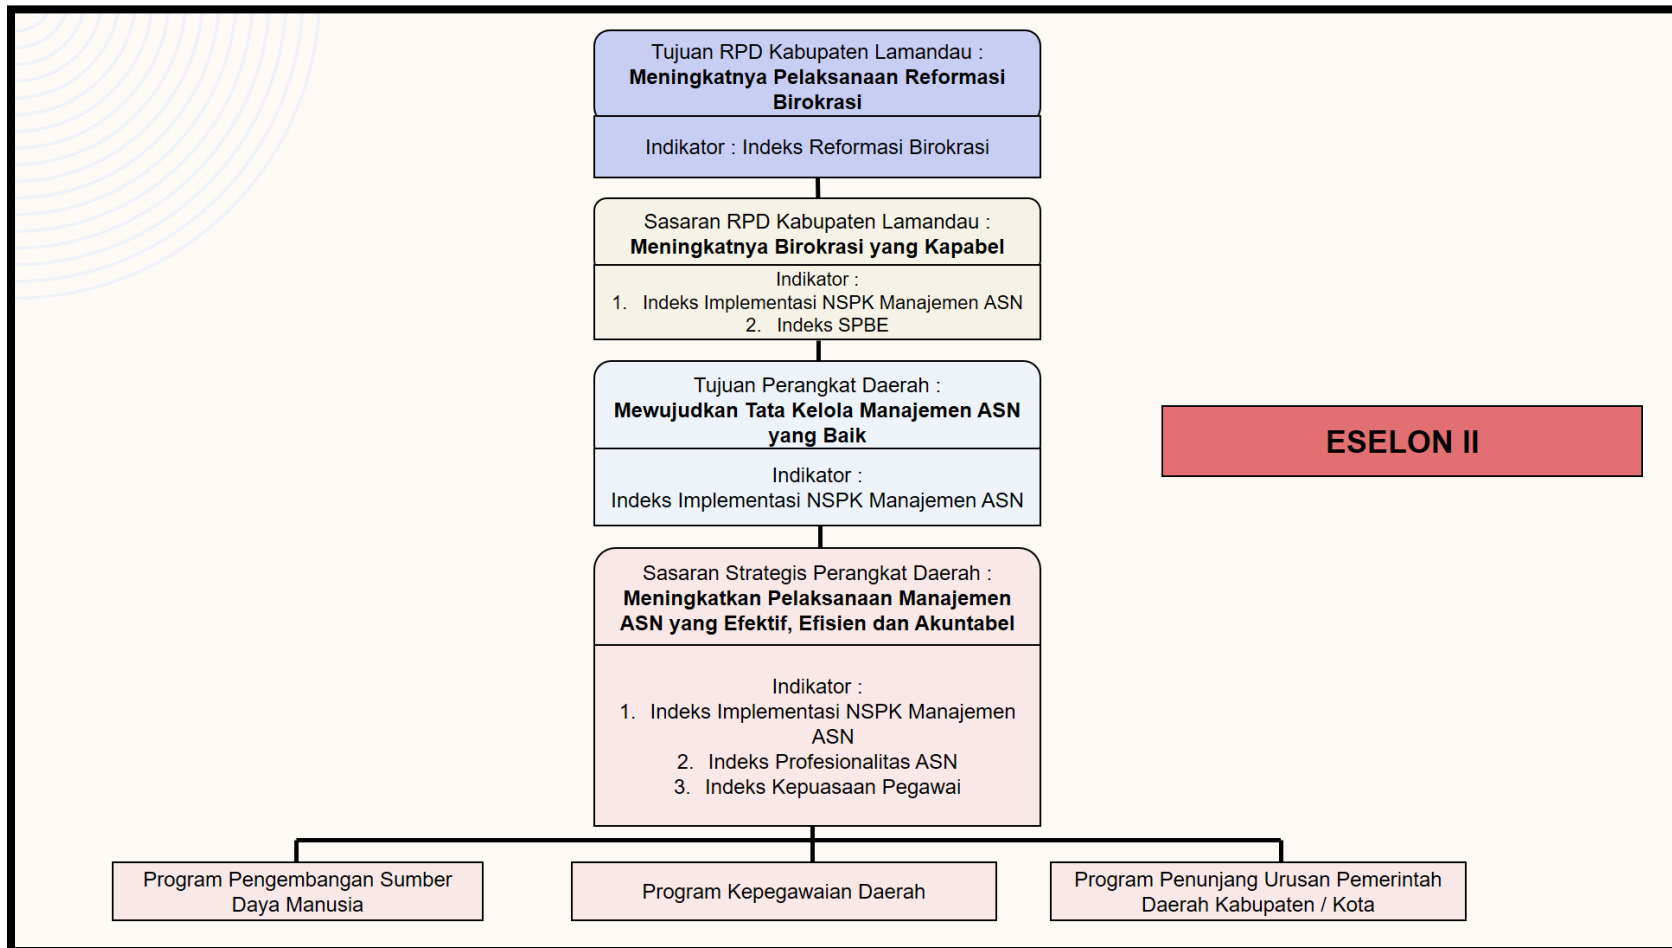 Tujuan RPD Kabupaten Lamandau :
Meningkatnya Pelaksanaan Reformasi
Birokrasi
Indikator : Indeks Reformasi Birokrasi
Sasaran RPD Kabupaten Lamandau :
Meningkatnya Birokrasi yang Kapabel
Indikator :
1. Indeks Implementasi NSPK Manajemen ASN
2. Indeks SPBE
Tujuan Perangkat Daerah :
Mewujudkan Tata Kelola Manajemen ASN
yang Baik
Indikator :
Indeks Implementasi NSPK Manajemen ASN
ESELON II
Sasaran Strategis Perangkat Daerah :
Meningkatkan Pelaksanaan Manajemen
ASN yang Efektif, Efisien dan Akuntabel
Indikator :
1. Indeks Implementasi NSPK Manajemen
ASN
2. Indeks Profesionalitas ASN
3. Indeks Kepuasaan Pegawai
Program Pengembangan Sumber
Daya Manusia
Program Kepegawaian Daerah
Program Penunjang Urusan Pemerintah
Daerah Kabupaten / Kota